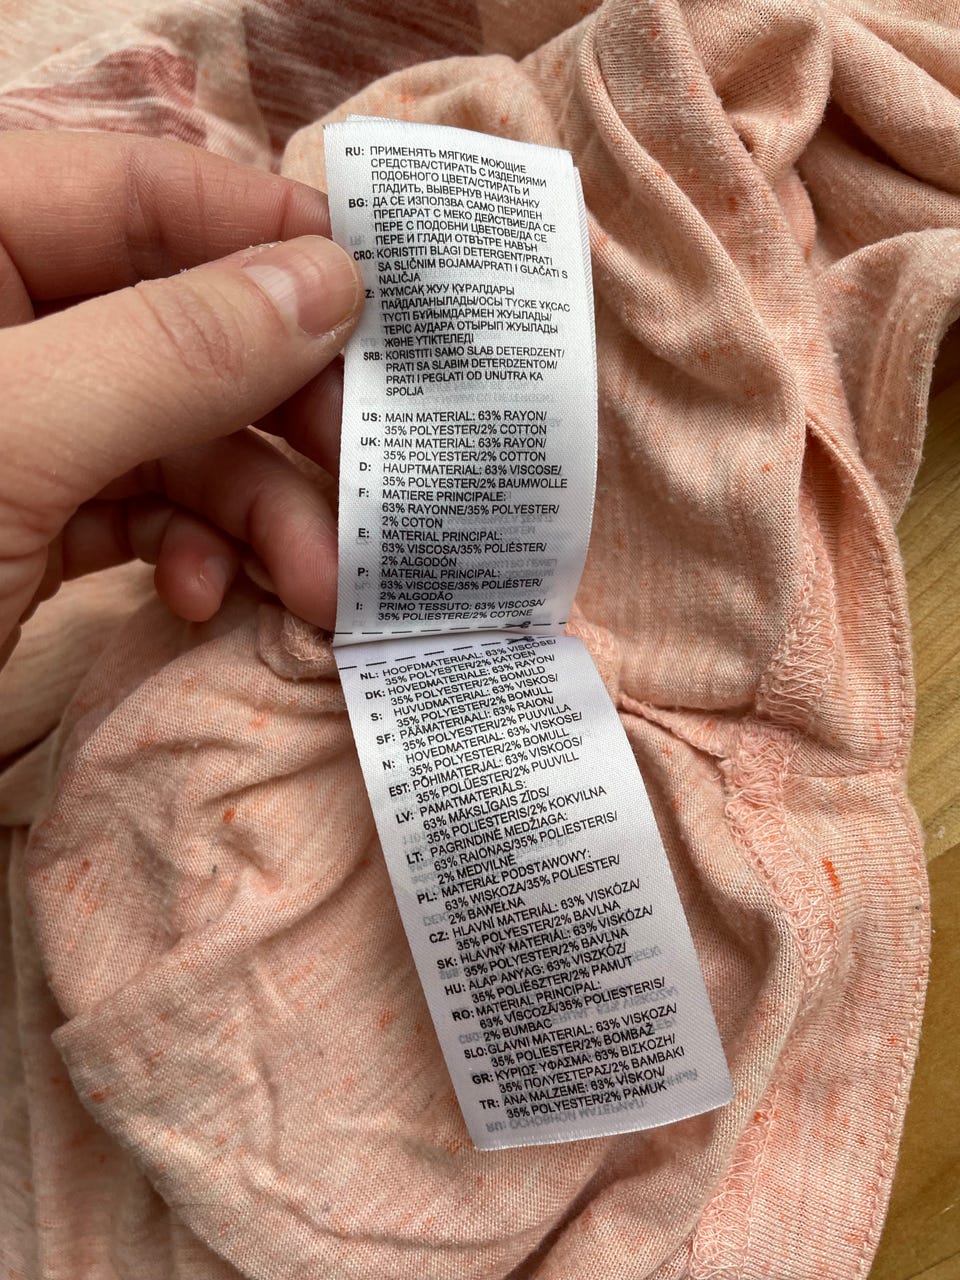 RU: ПРИМЕНЯТЬ МЯГКИЕ МОЮЩИЕ
СРЕДСТВА/СТИРАТЬ С ИЗДЕЛИЯМИ
ПОДОБНОГО ЦВЕТА/СТИРАТЬ И
ГЛАДИТЬ, ВЫВЕРНУВ НАИЗНАНКУ
BG: ДА СЕ ИЗПОЛЗВА САМО ПЕРИЛЕН
ПРЕПАРАТ С МЕКО ДЕЙСТВИЕ/ДА СЕ
ПЕРЕ С ПОДОБНИ ЦВЕТОВЕ/ДА СЕ
ПЕРЕ И ГЛАДИ ОТВЪТРЕ НАВЪН
CRO: KORISTITI BLAGI DETERGENT/PRATI
SA SLIČNIM BOJAMA/PRATI I GLAČATI S
NALIČJA
Z: ЖҰМСАҚ ЖУУ ҚҰРАЛДАРЫ
ПАЙДАЛАНЫЛАДЫ/ОСЫ ТҮСКЕ ҰҚСАС
ТҮСТІ БҰЙЫМДАРМЕН ЖУЫЛАДЫ/
ТЕРІС АУДАРА ОТЫРЫП ЖУЫЛАДЫ
ЖӘНЕ ҮТІКТЕЛЕДІ
SRB: KORISTITI SAMO SLAB DETERDZENT/
PRATI SA SLABIM DETERDZENTOM/
PRATI I PEGLATI OD UNUTRA KA
SPOLJA
US: MAIN MATERIAL: 63% RAYON/
35% POLYESTER/2% COTTON
UK: MAIN MATERIAL: 63% RAYON/
35% POLYESTER/2% COTTON
D: HAUPTMATERIAL: 63% VISCOSE/
35% POLYESTER/2% BAUMWOLLE
F: MATIERE PRINCIPALE:
63% RAYONNE/35% POLYESTER/
2% COTON
E: MATERIAL PRINCIPAL:
63% VISCOSA/35% POLIÉSTER/
2% ALGODÓN
P: MATERIAL PRINCIPAL:
63% VISCOSE/35% POLIÉSTER/
2% ALGODÃO
I: PRIMO TESSUTO: 63% VISCOSA/
35% POLIESTERE/2% COTONE
NL: HOOFDMATERIAAL: 63% VISCOSE/
35% POLYESTER/2% KATOEN
DK: HOVEDMATERIALE: 63% RAYON/
35% POLYESTER/2% BOMULD
S: HUVUDMATERIAL: 63% VISKOS/
35% POLYESTER/2% BOMULL
SF: PÄÄMATERIAALI: 63% RAION/
35% POLYESTER/2% PUUVILLA
N: HOVEDMATERIAL: 63% VISKOSE/
35% POLYESTER/2% BOMULL
EST: PÕHIMATERJAL: 63% VISKOOS/
35% POLÜESTER/2% PUUVILL
LV: PAMATMATERIĀLS:
63% MĀKSLĪGAIS ZĪDS/
35% POLIESTERIS/2% KOKVILNA
LT: PAGRINDINĖ MEDŽIAGA:
63% RAJONAS/35% POLIESTERIS/
2% MEDVILNĖ
PL: MATERIAŁ PODSTAWOWY:
63% WISKOZA/35% POLIESTER/
2% BAWEŁNA
CZ: HLAVNÍ MATERIÁL: 63% VISKÓZA/
35% POLYESTER/2% BAVLNA
SK: HLAVNÝ MATERIÁL: 63% VISKÓZA/
35% POLYESTER/2% BAVLNA
HU: ALAP ANYAG: 63% VISZKÓZ/
35% POLIÉSZTER/2% PAMUT
RO: MATERIAL PRINCIPAL:
63% VÎSCOZÃ/35% POLIESTERIS/
2% BUMBAC
SLO: GLAVNI MATERIAL: 63% VISKOZA/
35% POLIESTER/2% BOMBAŽ
GR: ΚΥΡΙΩΣ ΥΦΑΣΜΑ: 63% ΒΙΣΚΟΖΗ/
35% ΠΟΛΥΕΣΤΕΡΑΣ/2% ΒΑΜΒΑΚΙ
TR: ANA MALZEME: 63% VİSKON/
35% POLYESTER/2% PAMUK